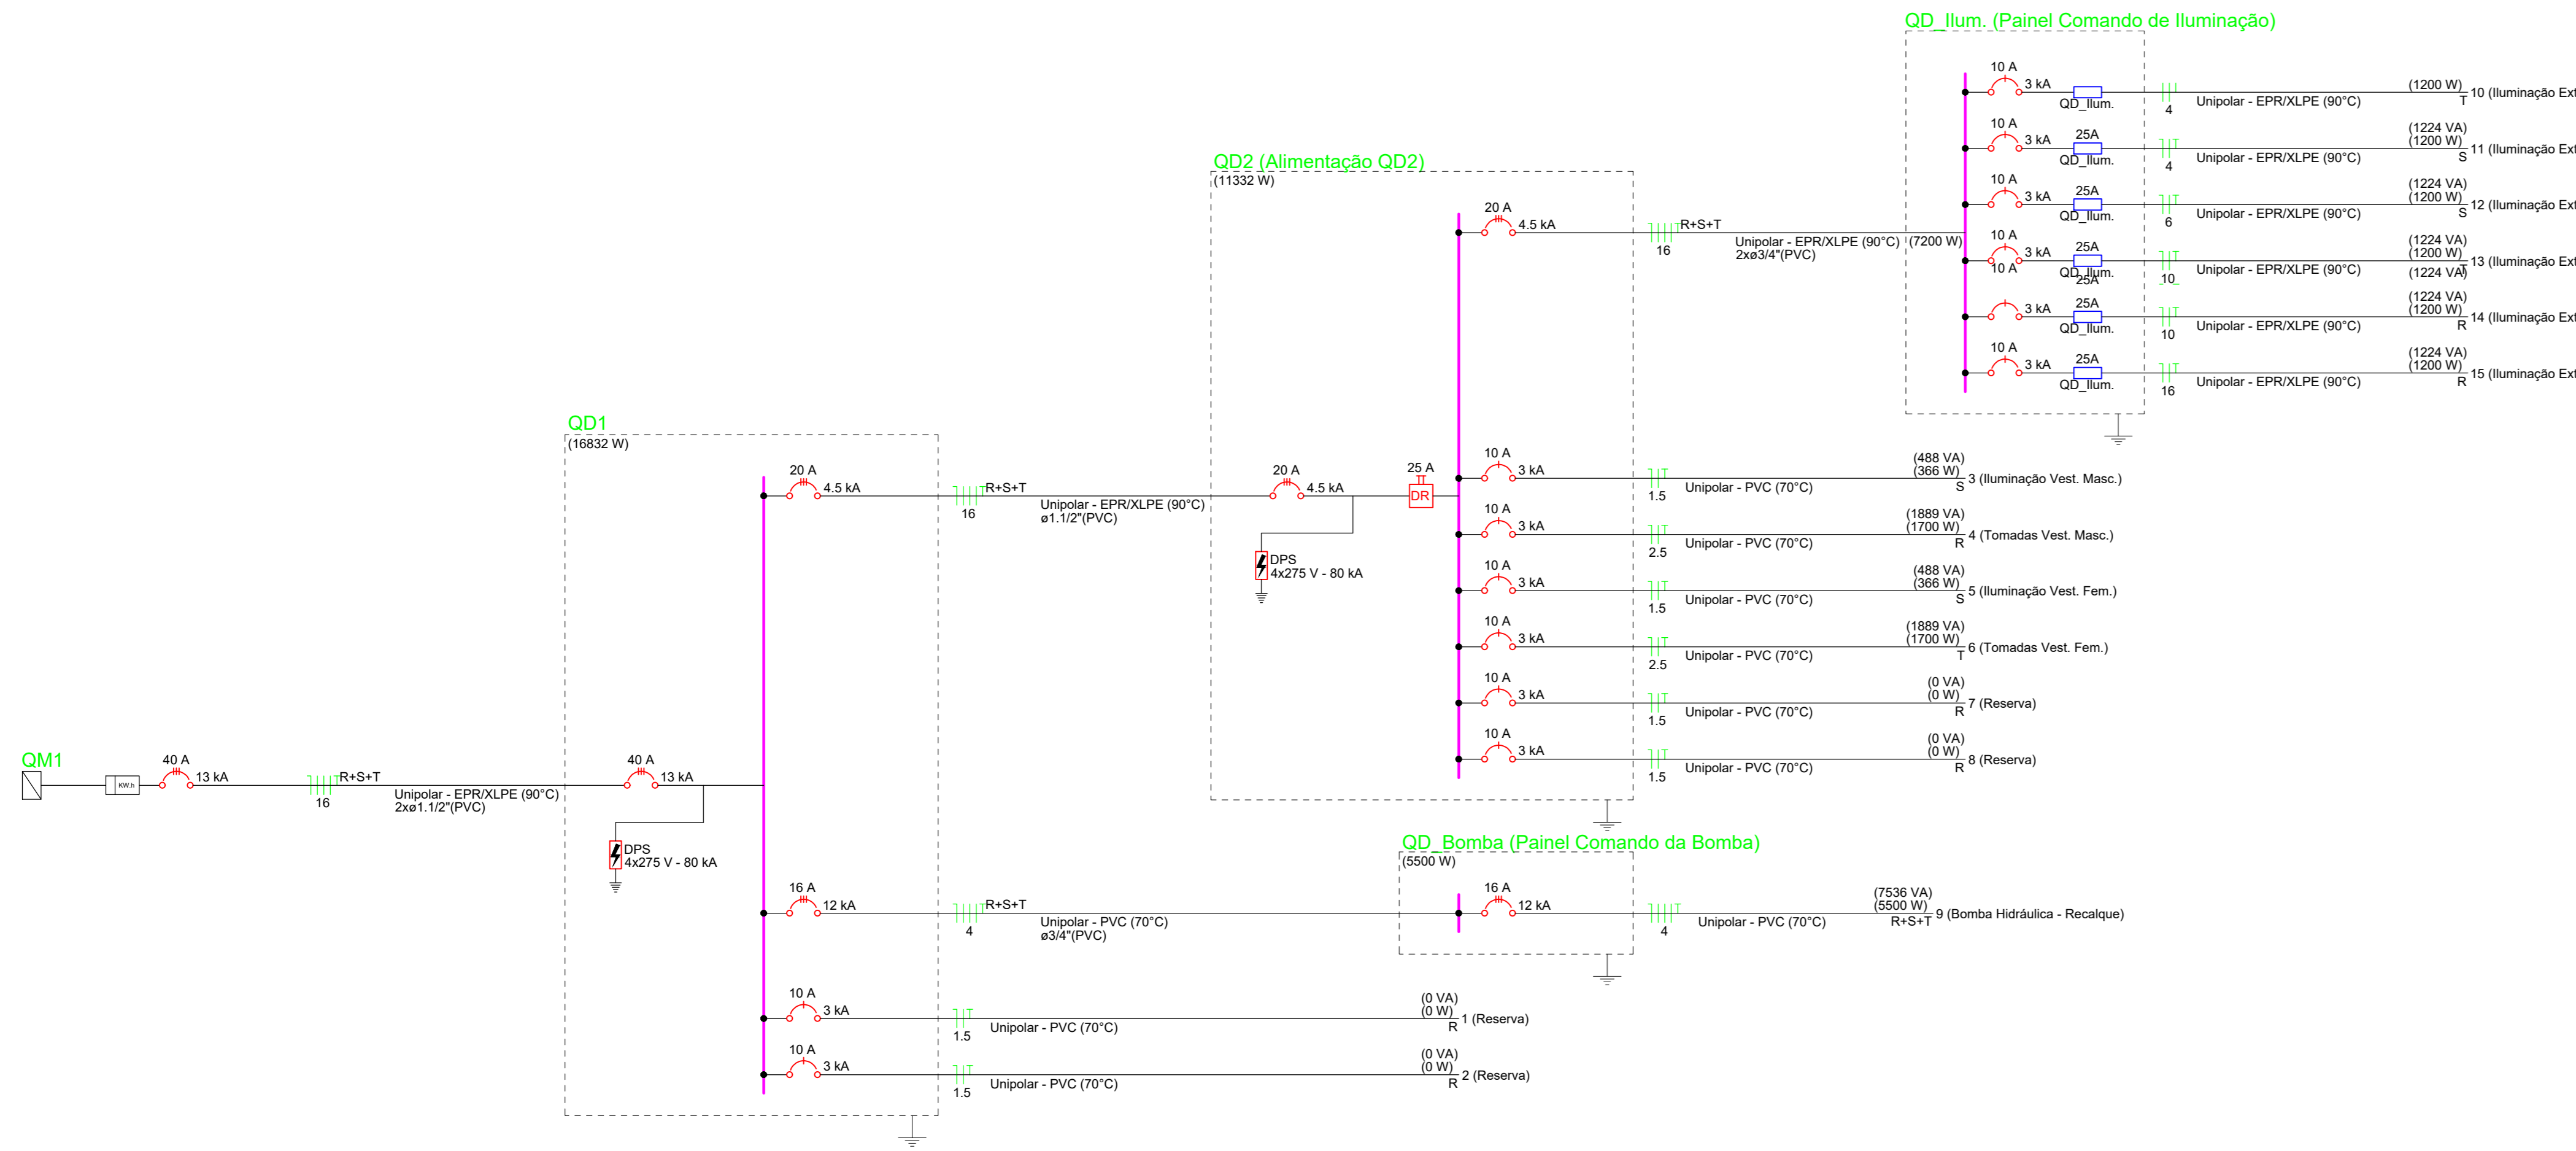 QD_Ilum. (Painel Comando de Iluminação)
10 A
3 kA
QD_Ilum.
4
Unipolar - EPR/XLPE (90°C)
(1200 W)
T
10 (Iluminação Ext
10 A
3 kA
25A
QD_Ilum.
4
Unipolar - EPR/XLPE (90°C)
(1224 VA)
(1200 W)
S
11 (Iluminação Ext
10 A
3 kA
25A
QD_Ilum.
6
Unipolar - EPR/XLPE (90°C)
(1224 VA)
(1200 W)
S
12 (Iluminação Ext
10 A
3 kA
25A
QD_Ilum.
10
Unipolar - EPR/XLPE (90°C)
(1224 VA)
(1200 W)
T
13 (Iluminação Ext
10 A
25A
(1224 VA)
3 kA
25A
QD_Ilum.
10
Unipolar - EPR/XLPE (90°C)
(1224 VA)
(1200 W)
R
14 (Iluminação Ext
10 A
3 kA
25A
QD_Ilum.
16
Unipolar - EPR/XLPE (90°C)
(1224 VA)
(1200 W)
R
15 (Iluminação Ext
QD2 (Alimentação QD2)
(11332 W)
20 A
4.5 kA
16
R+S+T
Unipolar - EPR/XLPE (90°C)
2xø3/4"(PVC)
(7200 W)
20 A
4.5 kA
25 A
DR
DPS
4x275 V - 80 kA
10 A
3 kA
1.5
Unipolar - PVC (70°C)
(488 VA)
(366 W)
S
3 (Iluminação Vest. Masc.)
10 A
3 kA
2.5
Unipolar - PVC (70°C)
(1889 VA)
(1700 W)
R
4 (Tomadas Vest. Masc.)
10 A
3 kA
1.5
Unipolar - PVC (70°C)
(488 VA)
(366 W)
S
5 (Iluminação Vest. Fem.)
10 A
3 kA
2.5
Unipolar - PVC (70°C)
(1889 VA)
(1700 W)
T
6 (Tomadas Vest. Fem.)
10 A
3 kA
1.5
Unipolar - PVC (70°C)
(0 VA)
(0 W)
R
7 (Reserva)
10 A
3 kA
1.5
Unipolar - PVC (70°C)
(0 VA)
(0 W)
R
8 (Reserva)
QD1
(16832 W)
20 A
4.5 kA
16
R+S+T
Unipolar - EPR/XLPE (90°C)
ø1.1/2"(PVC)
QM1
KW.h
40 A
13 kA
16
R+S+T
Unipolar - EPR/XLPE (90°C)
2xø1.1/2"(PVC)
40 A
13 kA
DPS
4x275 V - 80 kA
16 A
12 kA
4
R+S+T
Unipolar - PVC (70°C)
ø3/4"(PVC)
QD_Bomba (Painel Comando da Bomba)
(5500 W)
16 A
12 kA
4
Unipolar - PVC (70°C)
(7536 VA)
(5500 W)
R+S+T
9 (Bomba Hidráulica - Recalque)
10 A
3 kA
1.5
Unipolar - PVC (70°C)
(0 VA)
(0 W)
R
1 (Reserva)
10 A
3 kA
1.5
Unipolar - PVC (70°C)
(0 VA)
(0 W)
R
2 (Reserva)